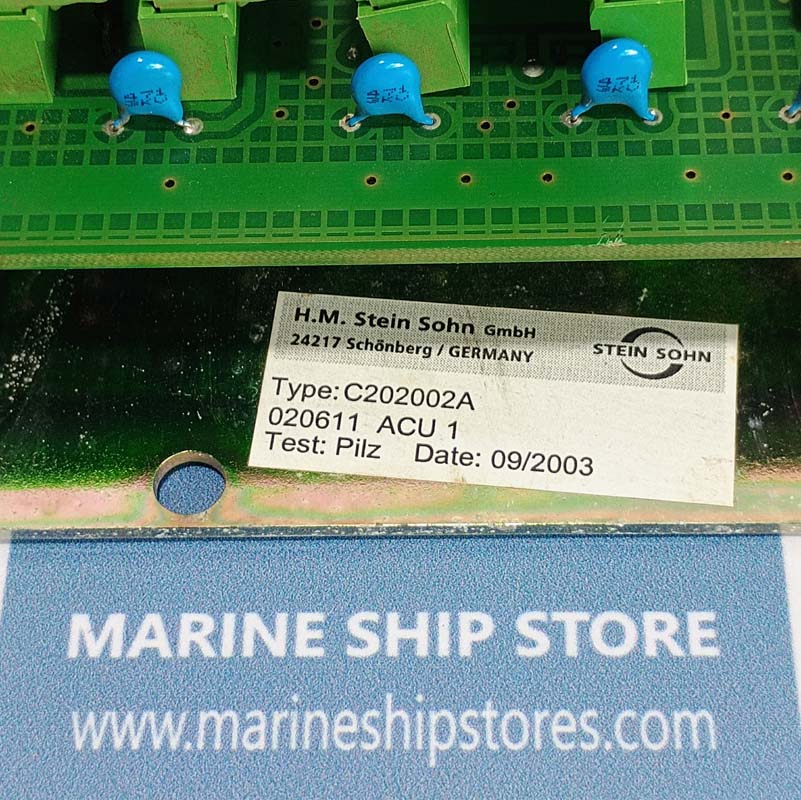 H.M. Stein Sohn GmbH
24217 Schönberg / GERMANY
STEIN SOHN
Type: C202002A
020611 ACU 1
Test: Pilz Date: 09/2003
MARINE SHIP STORE
www.marineshipstores.com